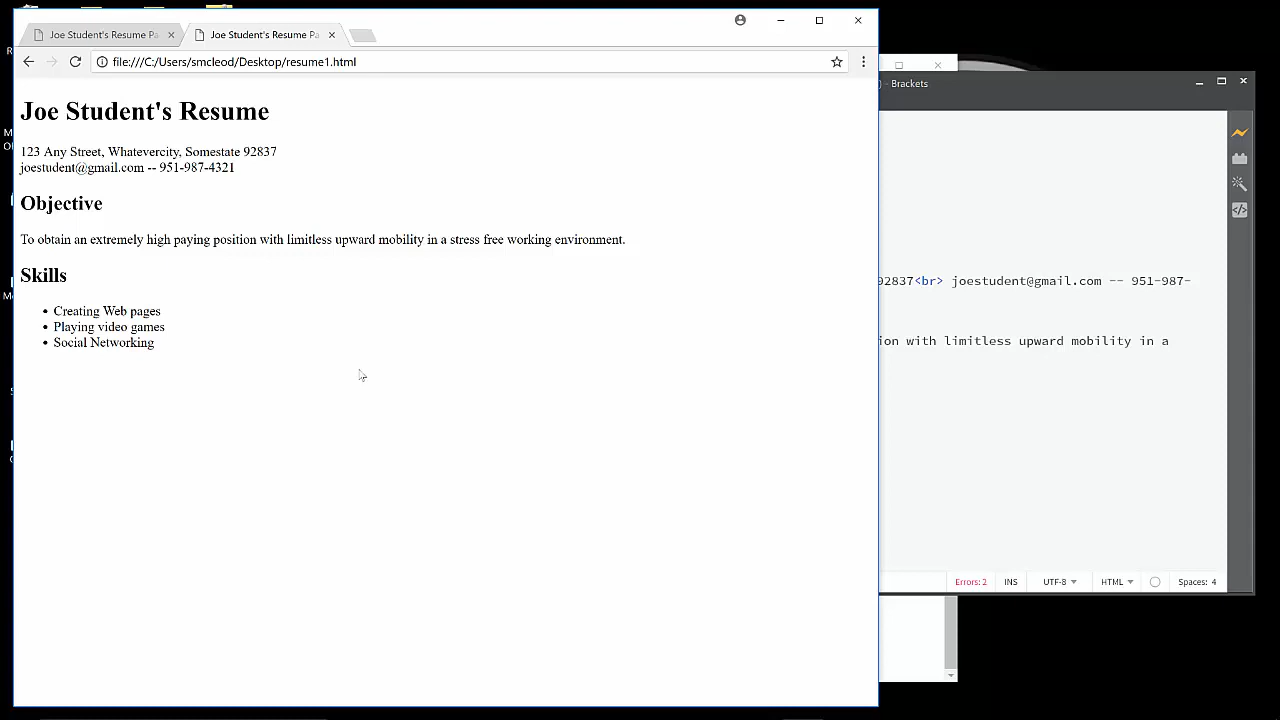 Joe Student's Resume Pa
Joe Student's Resume Pa
file:///C:/Users/smcleod/Desktop/resume1.html
Joe Student's Resume
123 Any Street, Whatevercity, Somestate 92837
joestudent@gmail.com -- 951-987-4321
Objective
To obtain an extremely high paying position with limitless upward mobility in a stress free working environment.
Skills
• Creating Web pages
• Playing video games
• Social Networking
) - Brackets
92837<br> joestudent@gmail.com -- 951-987-
ion with limitless upward mobility in a
Errors: 2 INS UTF-8 HTML Spaces: 4